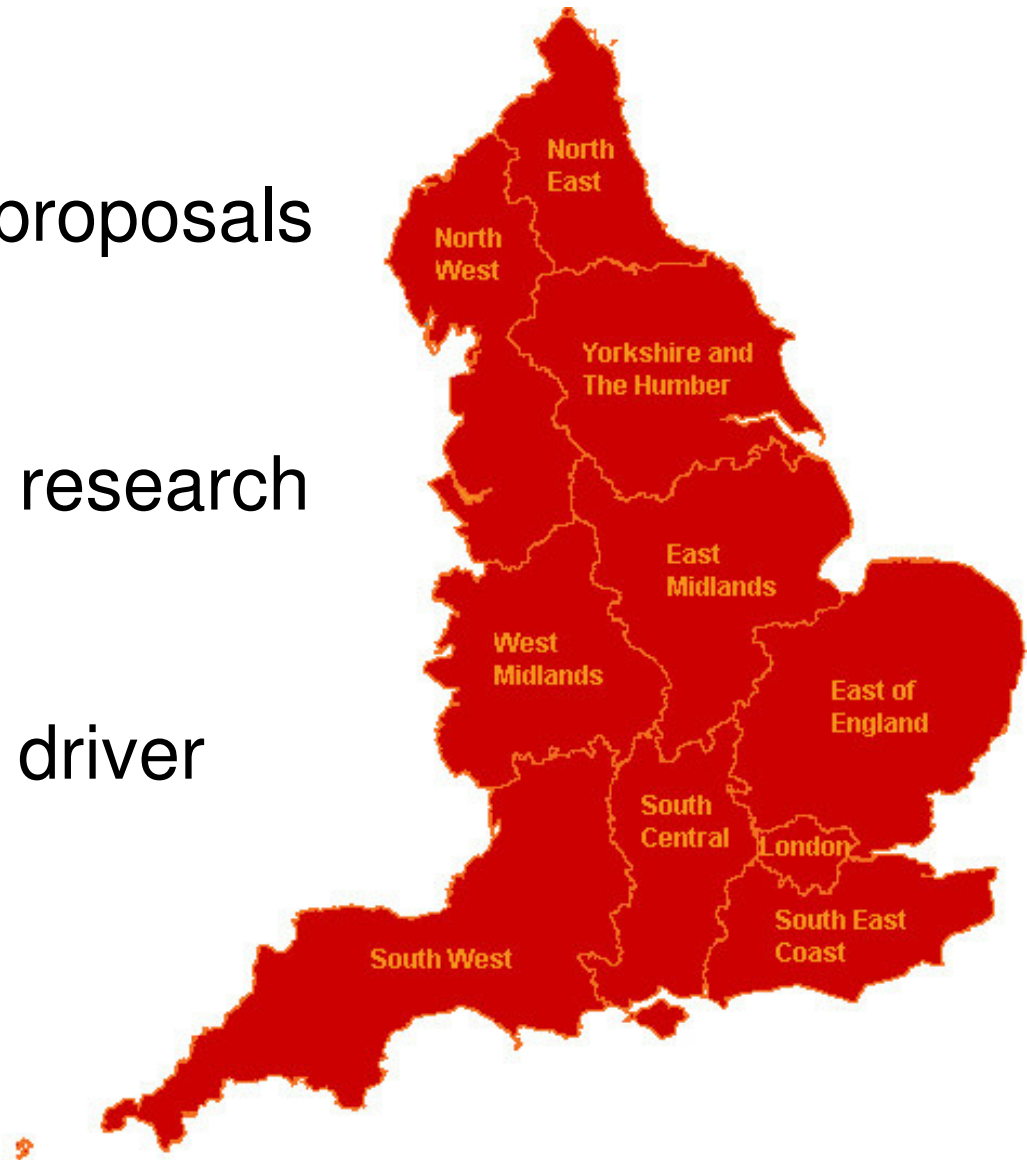 proposals
research
driver
North
East
North
West
Yorkshire and
The Humber
East
Midlands
West
Midlands
East of
England
South
Central
London
South East
Coast
South West